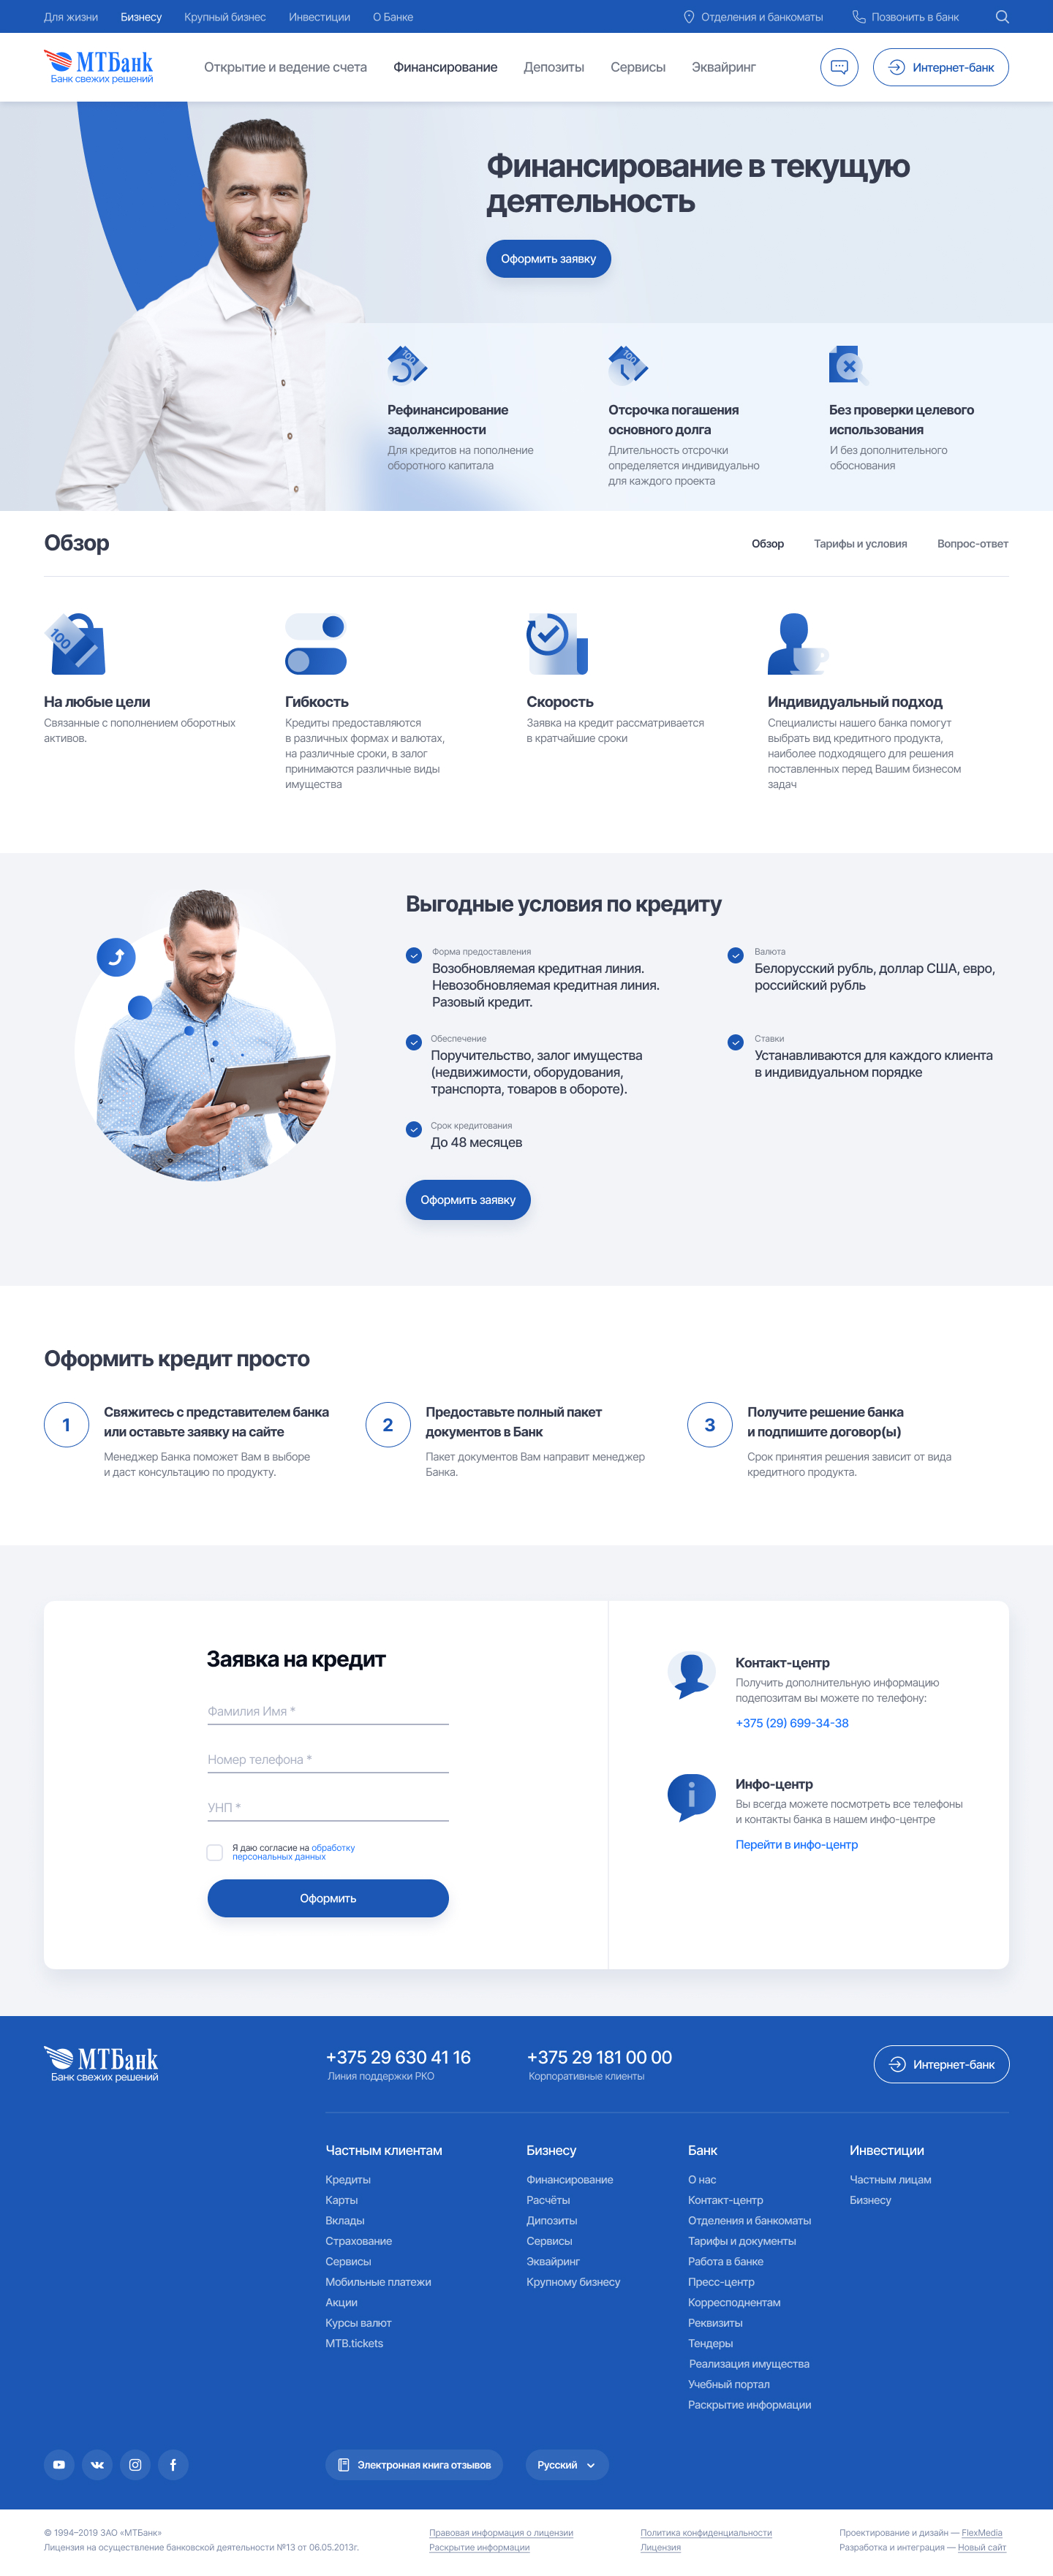 Для жизни Бизнесу Крупный бизнес Инвестиции О Банке Отделения и банкоматы Позвонить в банк
МТБанк
Банк свежих решений
Открытие и ведение счета Финансирование Депозиты Сервисы Эквайринг Интернет-банк
Финансирование в текущую
деятельность
Оформить заявку
100
Рефинансирование
задолженности
Для кредитов на пополнение
оборотного капитала
100
Отсрочка погашения
основного долга
Длительность отсрочки
определяется индивидуально
для каждого проекта
Без проверки целевого
использования
И без дополнительного
обоснования
Обзор
Обзор Тарифы и условия Вопрос-ответ
100
На любые цели
Связанные с пополнением оборотных
активов.
Гибкость
Кредиты предоставляются
в различных формах и валютах,
на различные сроки, в залог
принимаются различные виды
имущества
Скорость
Заявка на кредит рассматривается
в кратчайшие сроки
Индивидуальный подход
Специалисты нашего банка помогут
выбрать вид кредитного продукта,
наиболее подходящего для решения
поставленных перед Вашим бизнесом
задач
Выгодные условия по кредиту
Форма предоставления
Возобновляемая кредитная линия.
Невозобновляемая кредитная линия.
Разовый кредит.
Валюта
Белорусский рубль, доллар США, евро,
российский рубль
Обеспечение
Поручительство, залог имущества
(недвижимости, оборудования,
транспорта, товаров в обороте).
Ставки
Устанавливаются для каждого клиента
в индивидуальном порядке
Срок кредитования
До 48 месяцев
Оформить заявку
Оформить кредит просто
1
Свяжитесь с представителем банка
или оставьте заявку на сайте
Менеджер Банка поможет Вам в выборе
и даст консультацию по продукту.
2
Предоставьте полный пакет
документов в Банк
Пакет документов Вам направит менеджер
Банка.
3
Получите решение банка
и подпишите договор(ы)
Срок принятия решения зависит от вида
кредитного продукта.
Заявка на кредит
Фамилия Имя *
Номер телефона *
УНП *
Я даю согласие на обработку
персональных данных
Оформить
Контакт-центр
Получить дополнительную информацию
подепозитам вы можете по телефону:
+375 (29) 699-34-38
Инфо-центр
Вы всегда можете посмотреть все телефоны
и контакты банка в нашем инфо-центре
Перейти в инфо-центр
МТБанк
Банк свежих решений
+375 29 630 41 16
Линия поддержки РКО
+375 29 181 00 00
Корпоративные клиенты
Интернет-банк
Частным клиентам
Кредиты
Карты
Вклады
Страхование
Сервисы
Мобильные платежи
Акции
Курсы валют
MTB.tickets
Бизнесу
Финансирование
Расчёты
Дипозиты
Сервисы
Эквайринг
Крупному бизнесу
Банк
О нас
Контакт-центр
Отделения и банкоматы
Тарифы и документы
Работа в банке
Пресс-центр
Корресподнентам
Реквизиты
Тендеры
Реализация имущества
Учебный портал
Раскрытие информации
Инвестиции
Частным лицам
Бизнесу
Электронная книга отзывов
Русский
© 1994–2019 ЗАО «МТБанк»
Лицензия на осуществление банковской деятельности №13 от 06.05.2013г.
Правовая информация о лицензии
Раскрытие информации
Политика конфиденциальности
Лицензия
Проектирование и дизайн — FlexMedia
Разработка и интеграция — Новый сайт